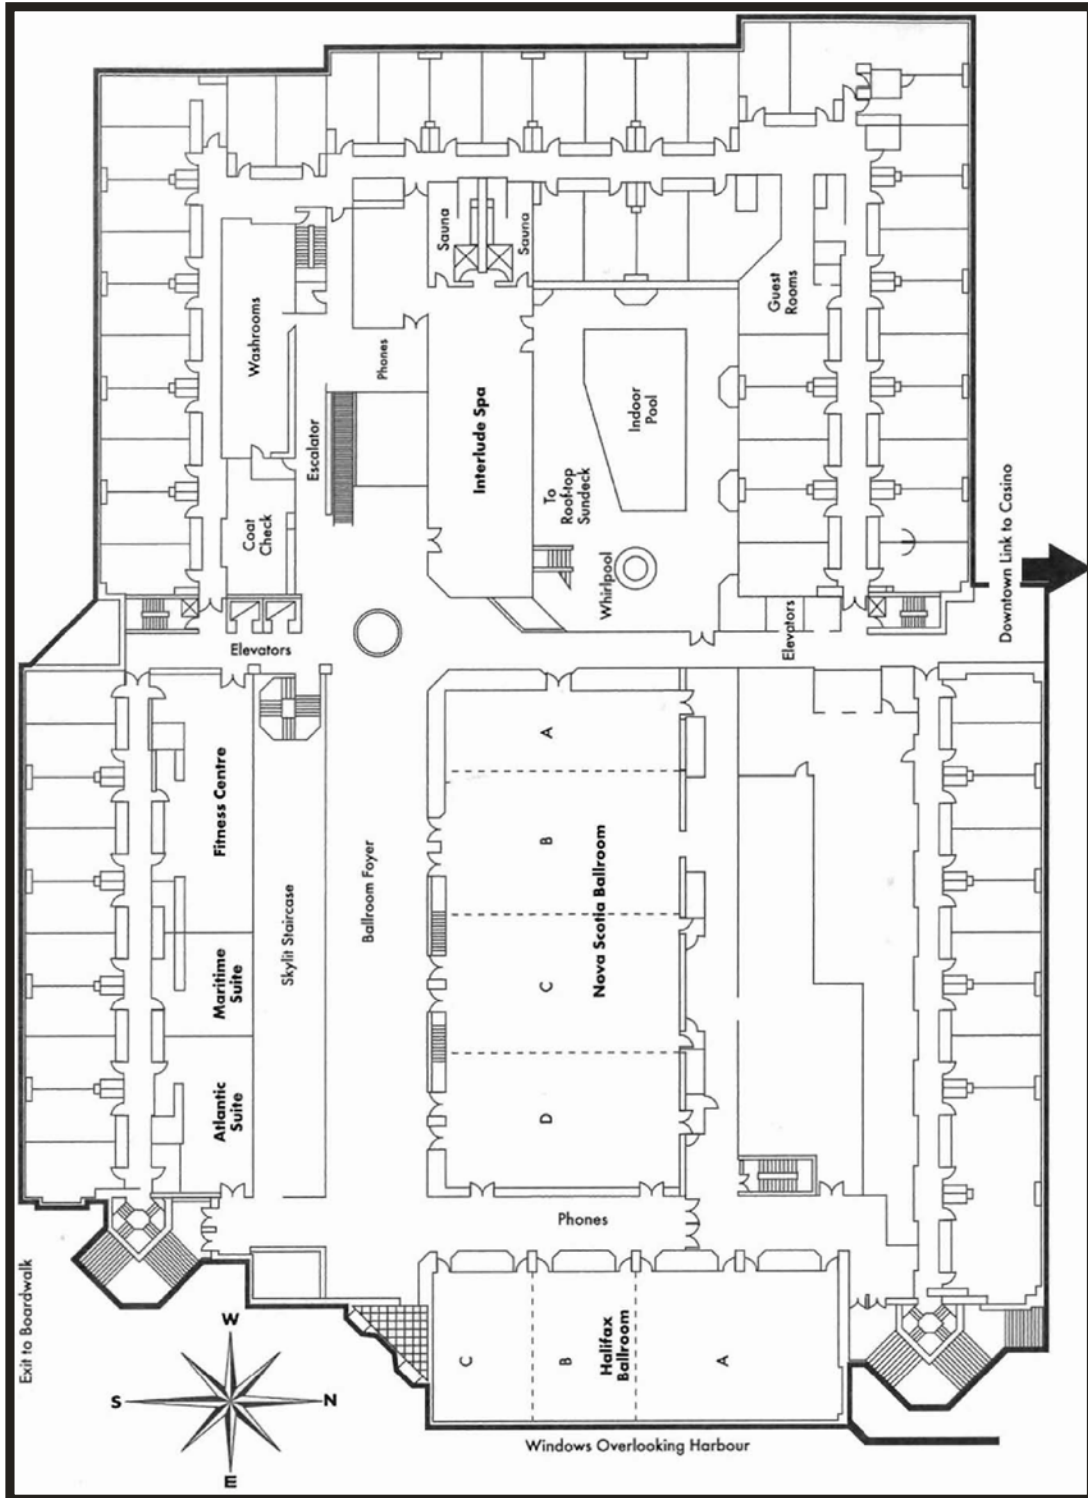 Sauna
Sauna
Washrooms
Phones
Guest
Rooms
Escalator
Interlude Spa
Indoor
Pool
To
Roof-top
Sundeck
Coat
Check
Whirlpool
Downtown Link to Casino
Elevators
Elevators
Fitness Centre
Skylit Staircase
Ballroom Foyer
A
B
C
D
Nova Scotia Ballroom
Maritime
Suite
Atlantic
Suite
Phones
Exit to Boardwalk
C
B
A
Halifax
Ballroom
Windows Overlooking Harbour
W
S
N
E